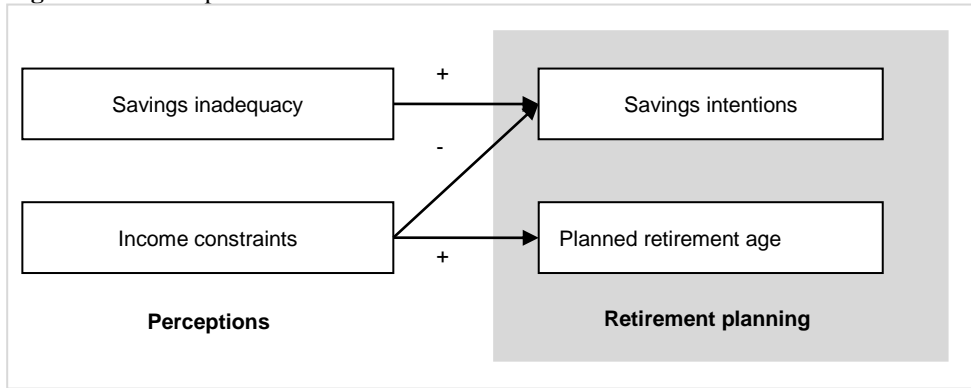 +
Savings inadequacy
Savings intentions
-
Income constraints
Planned retirement age
+
Perceptions
Retirement planning